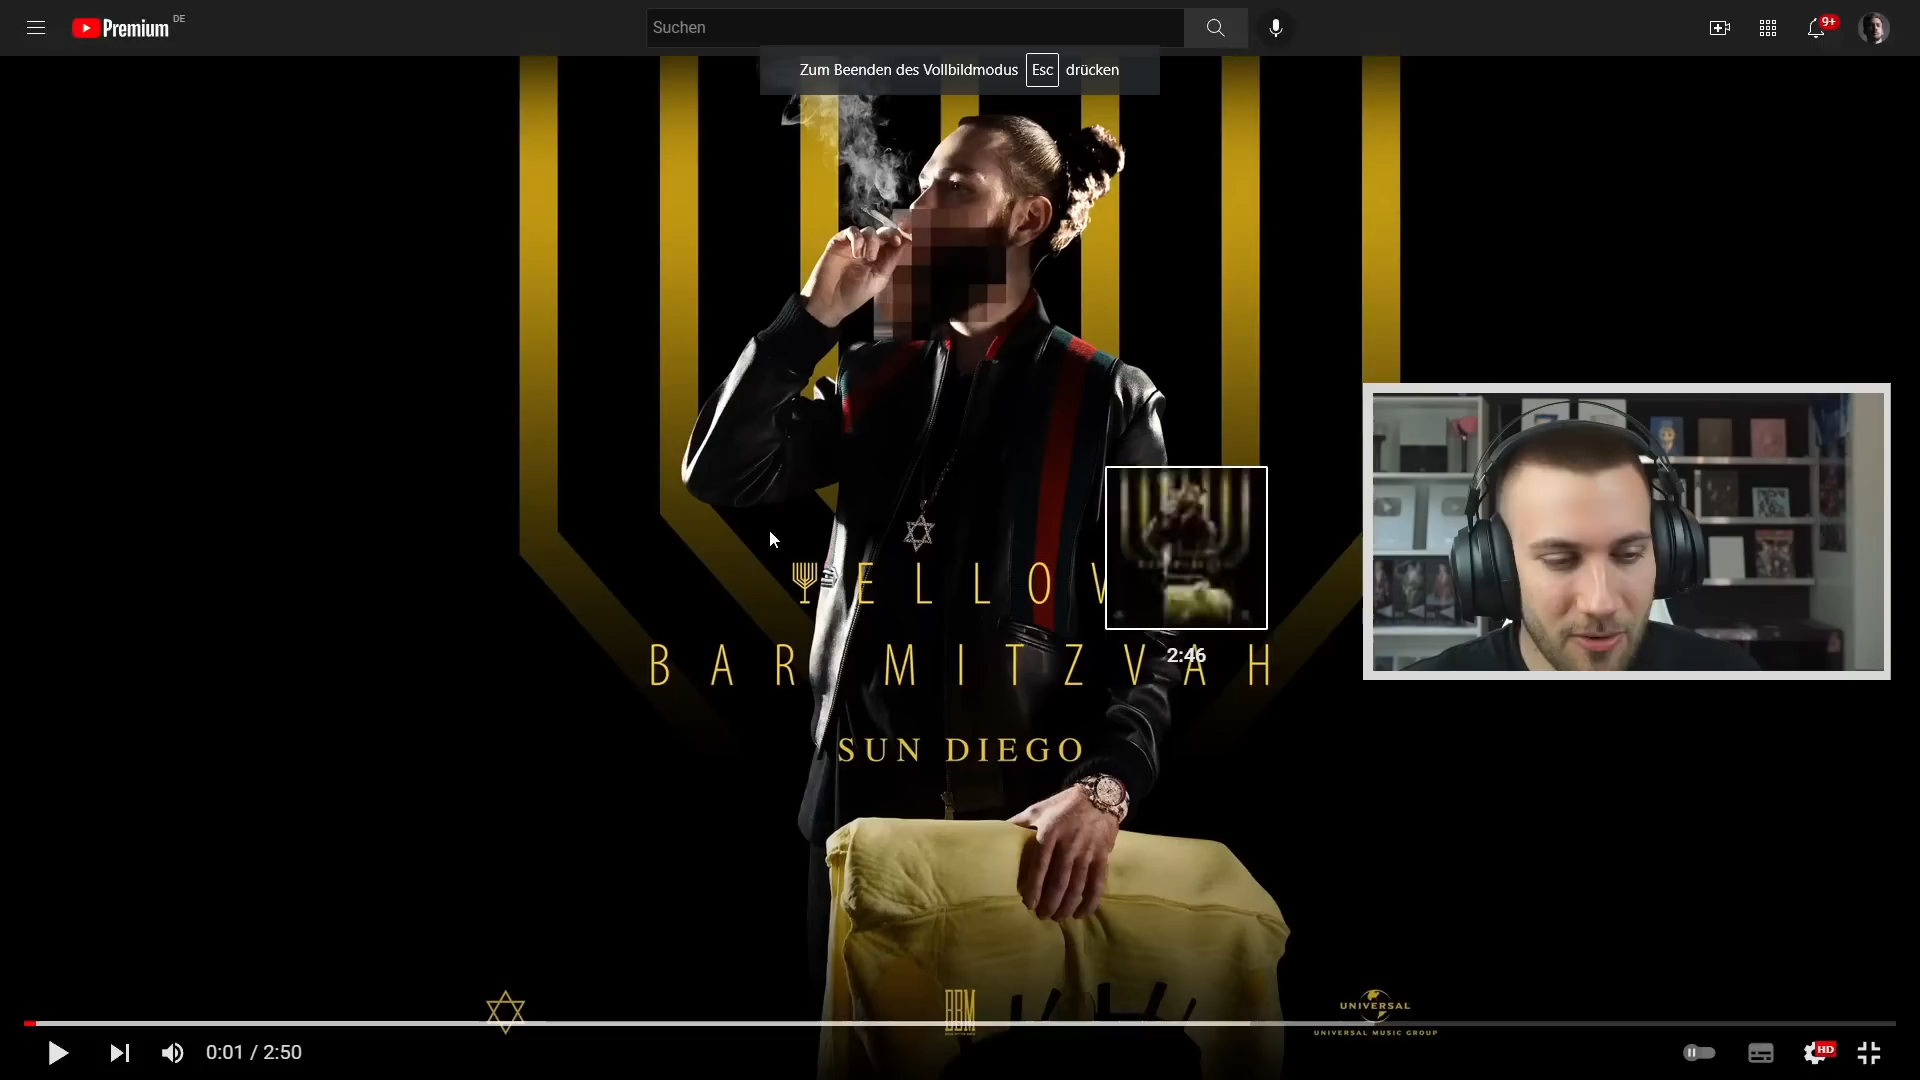 Premium DE
Suchen
9+
Zum Beenden des Vollbildmodus Esc drücken
YELLOW
BAR MITZVAH
2:46
SUN DIEGO
BBM
UNIVERSAL
UNIVERSAL MUSIC GROUP
0:01 / 2:50
HD